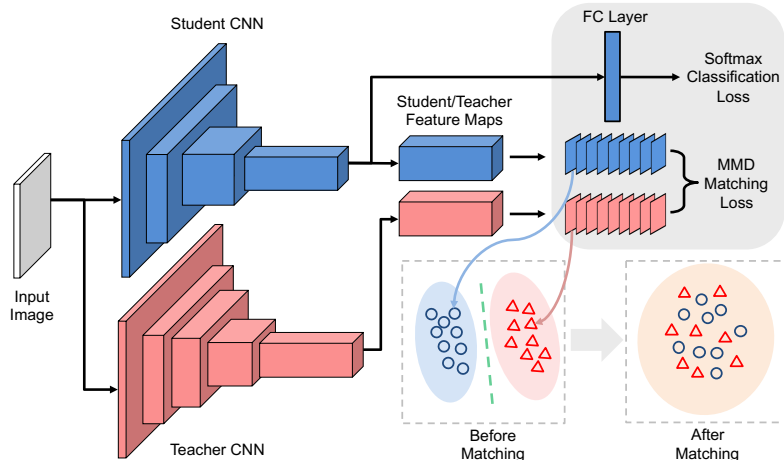 Student CNN
FC Layer
Softmax
Classification
Loss
Student/Teacher
Feature Maps
MMD
Matching
Loss
Input
Image
Teacher CNN
Before
Matching
After
Matching